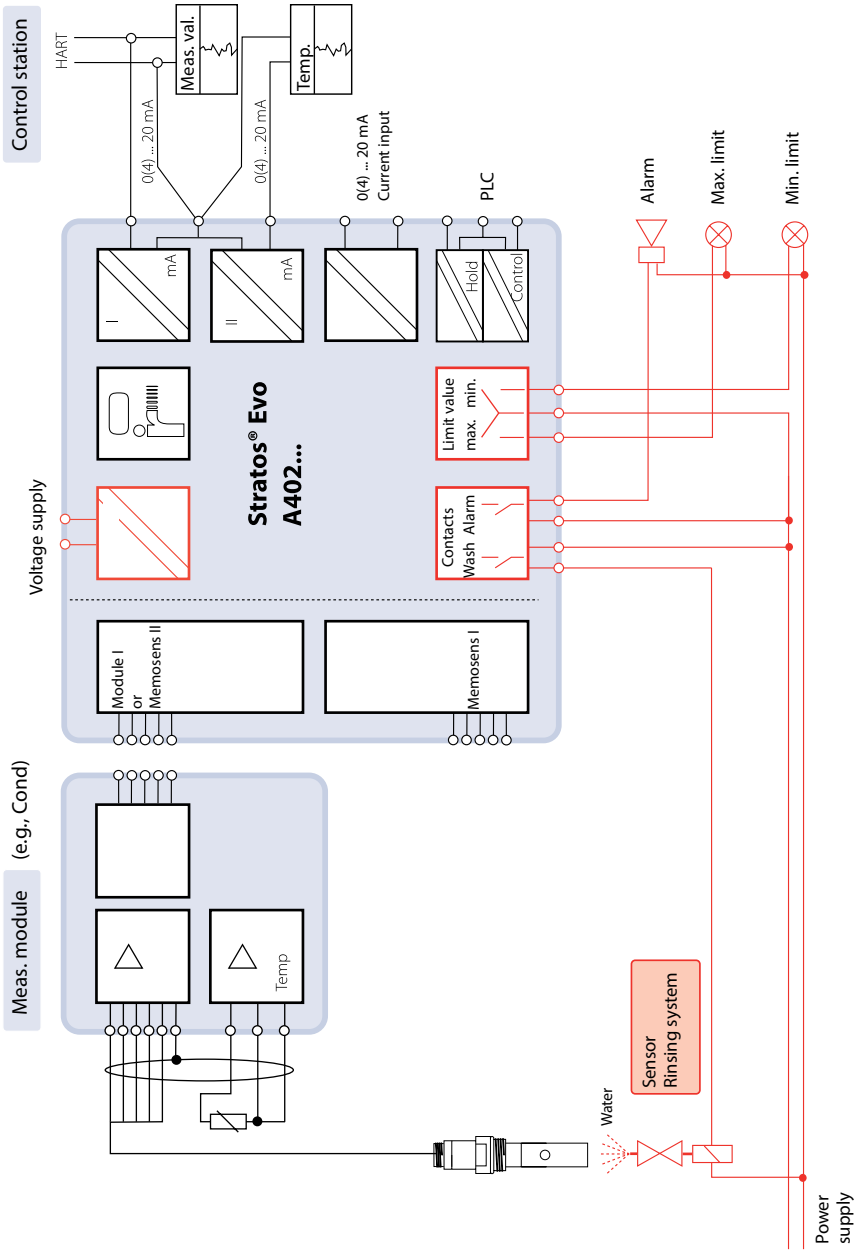 Control station
HART
Meas. val.
Temp.
0(4) ... 20 mA
0(4) ... 20 mA
0(4) ... 20 mA
Current input
PLC
Alarm
Max. limit
Min. limit
I
mA
II
mA
Hold
Control
Voltage supply
Stratos® Evo
A402...
Limit value
max. min.
Contacts
Wash Alarm
Module I
or
Memosens II
Memosens I
Meas. module
(e.g., Cond)
Temp
Sensor
Rinsing system
Water
Power
supply